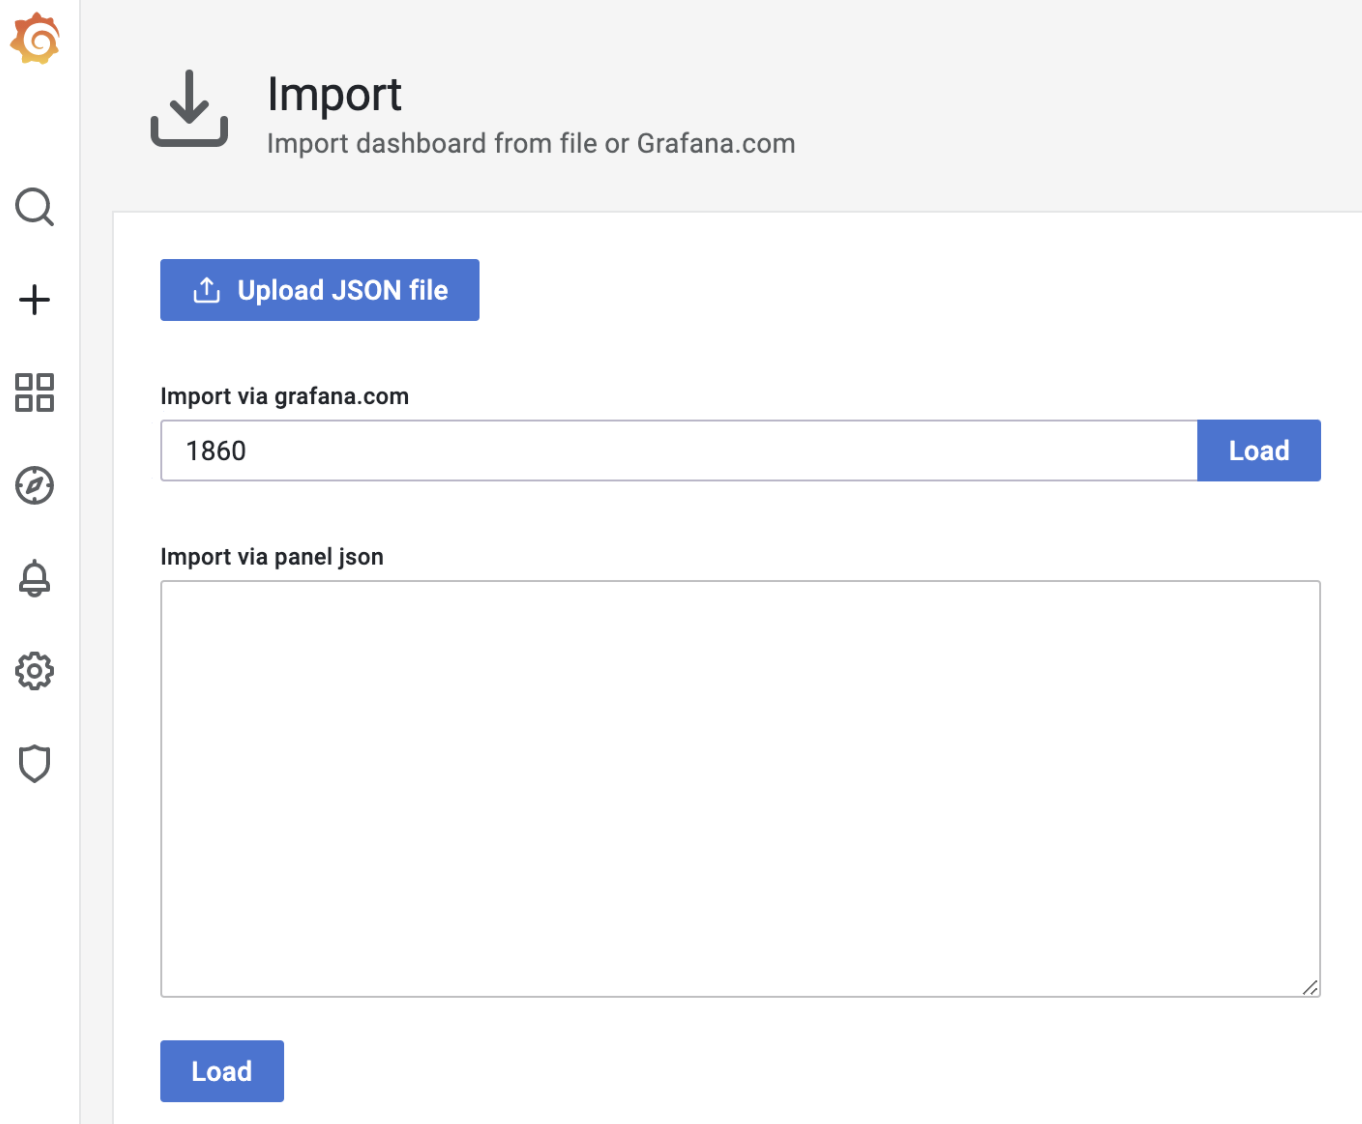 Import
Import dashboard from file or Grafana.com
Upload JSON file
Import via grafana.com
1860
Load
Import via panel json
Load